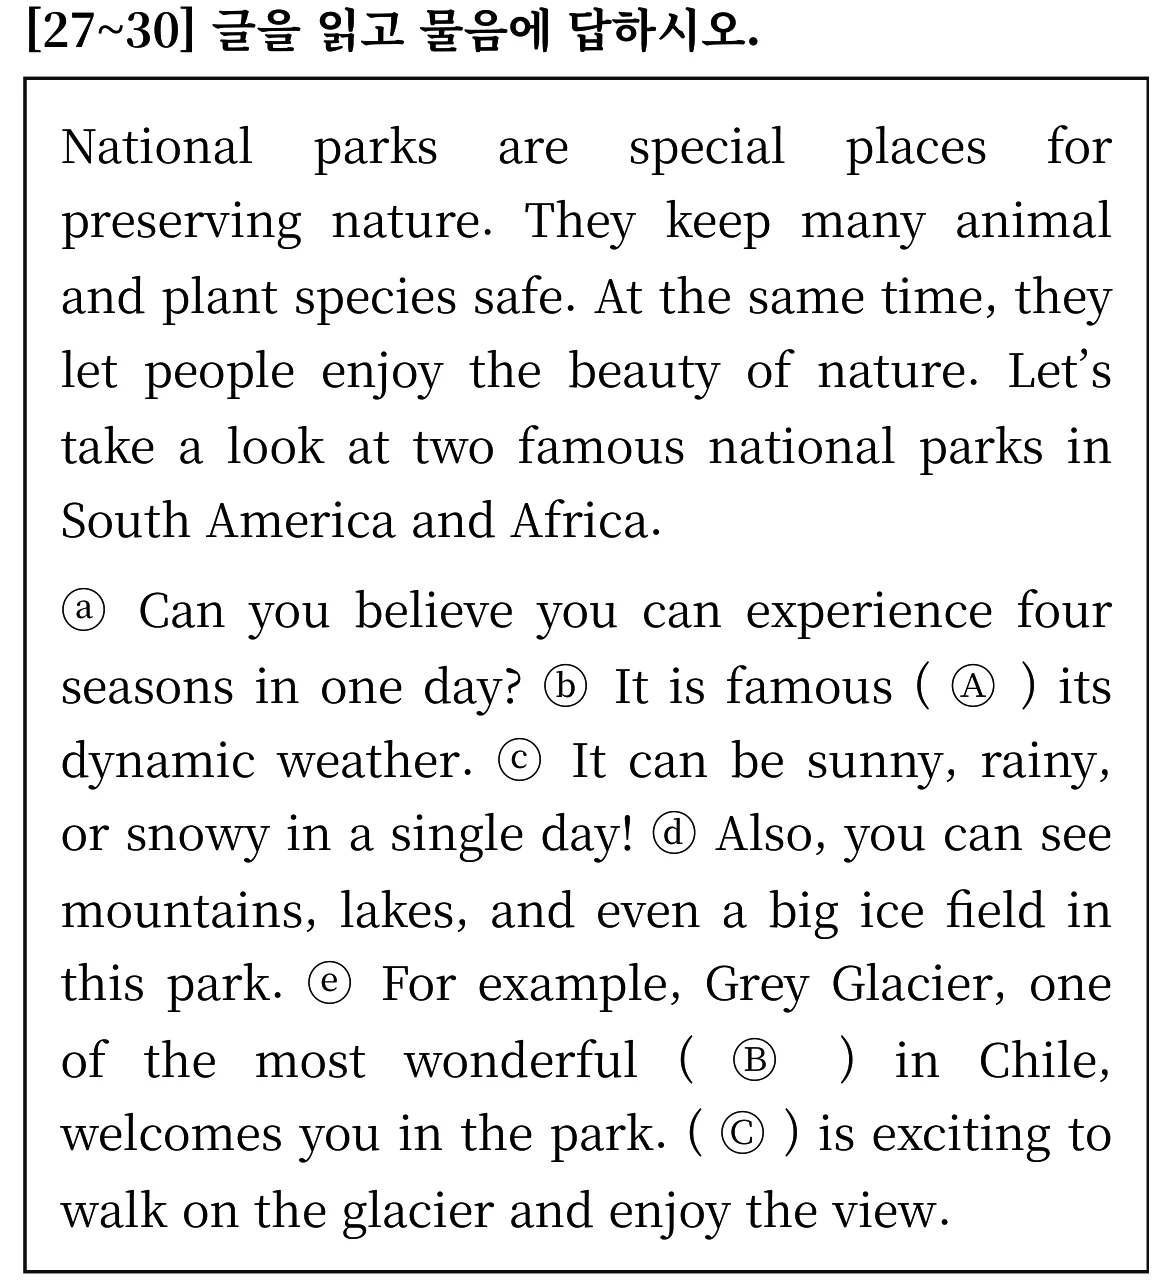 [27~30] 글을 읽고 물음에 답하시오.
National parks are special places for
preserving nature. They keep many animal
and plant species safe. At the same time, they
let people enjoy the beauty of nature. Let’s
take a look at two famous national parks in
South America and Africa.
ⓐ Can you believe you can experience four
seasons in one day? ⓑ It is famous ( Ⓐ ) its
dynamic weather. ⓒ It can be sunny, rainy,
or snowy in a single day! ⓓ Also, you can see
mountains, lakes, and even a big ice field in
this park. ⓔ For example, Grey Glacier, one
of the most wonderful ( Ⓑ ) in Chile,
welcomes you in the park. ( Ⓒ ) is exciting to
walk on the glacier and enjoy the view.